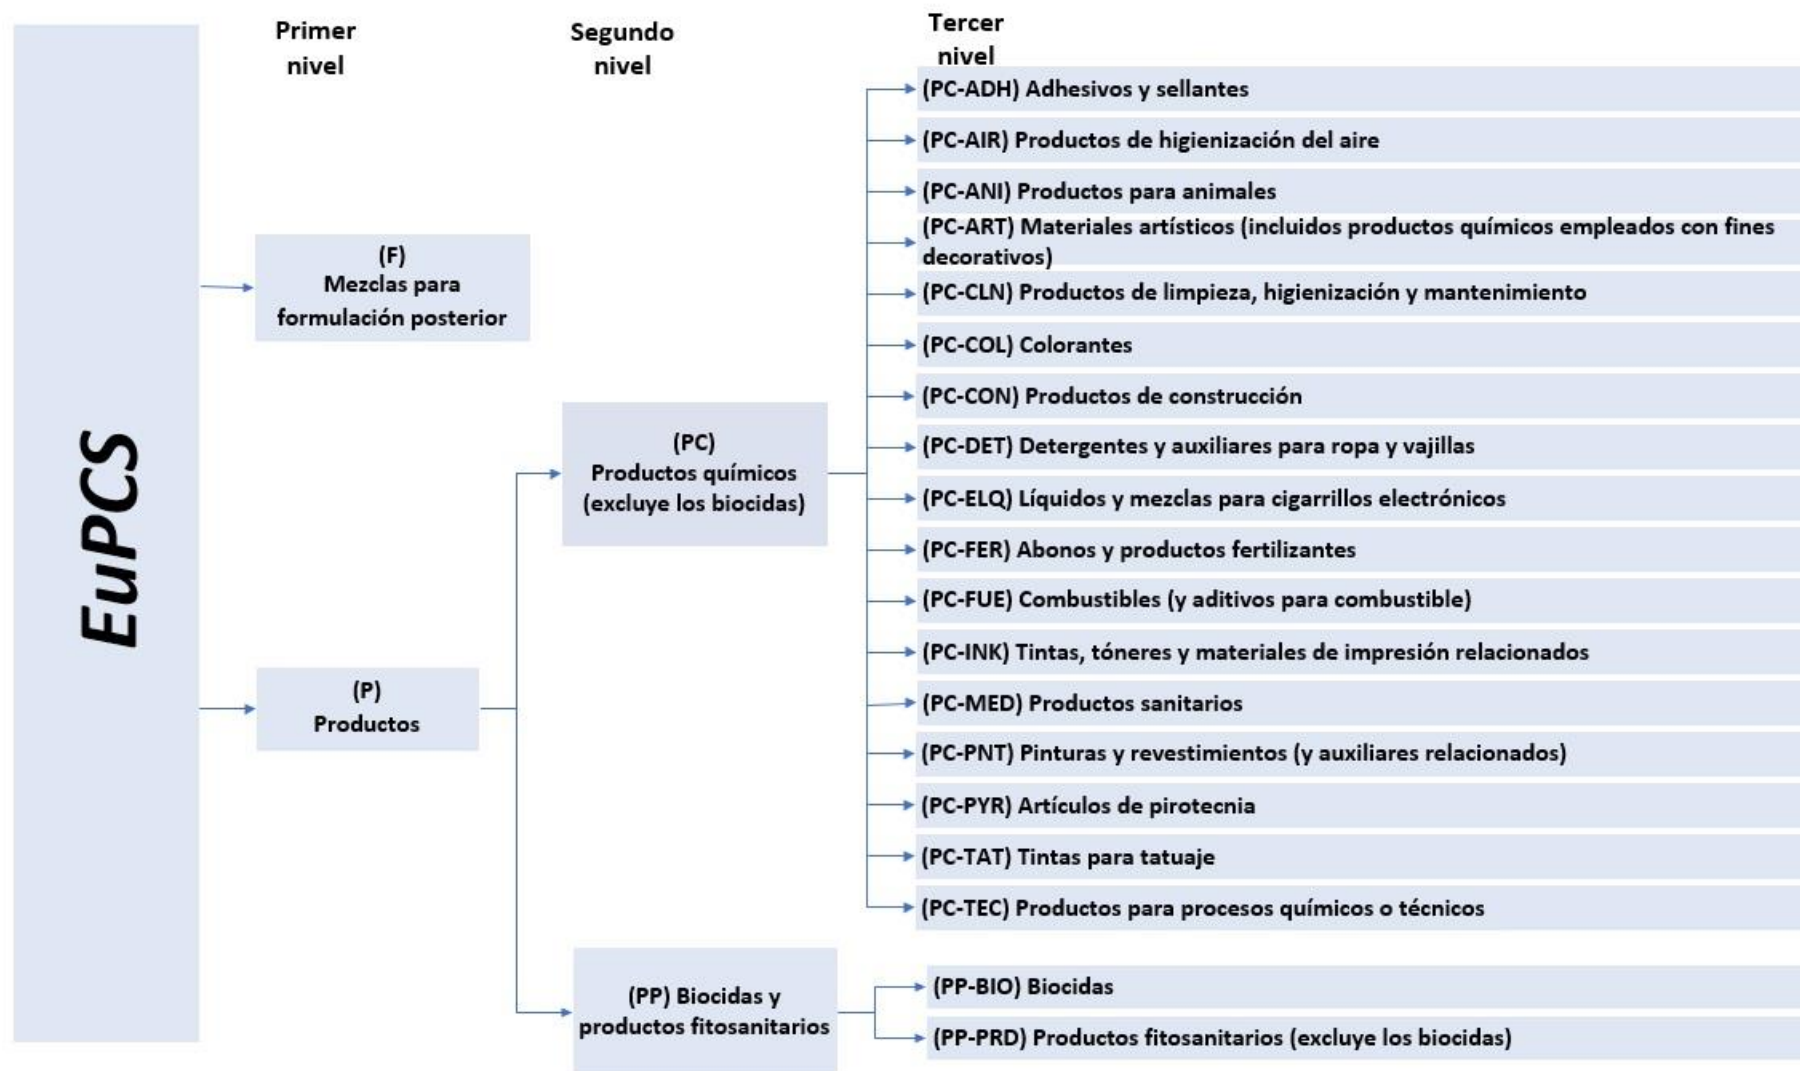 EuPCS
Primer
nivel
Segundo
nivel
Tercer
nivel
(F)
Mezclas para
formulación posterior
(P)
Productos
(PC)
Productos químicos
(excluye los biocidas)
(PC-ADH) Adhesivos y sellantes
(PC-AIR) Productos de higienización del aire
(PC-ANI) Productos para animales
(PC-ART) Materiales artísticos (incluidos productos químicos empleados con fines
decorativos)
(PC-CLN) Productos de limpieza, higienización y mantenimiento
(PC-COL) Colorantes
(PC-CON) Productos de construcción
(PC-DET) Detergentes y auxiliares para ropa y vajillas
(PC-ELQ) Líquidos y mezclas para cigarrillos electrónicos
(PC-FER) Abonos y productos fertilizantes
(PC-FUE) Combustibles (y aditivos para combustible)
(PC-INK) Tintas, tóneres y materiales de impresión relacionados
(PC-MED) Productos sanitarios
(PC-PNT) Pinturas y revestimientos (y auxiliares relacionados)
(PC-PYR) Artículos de pirotecnia
(PC-TAT) Tintas para tatuaje
(PC-TEC) Productos para procesos químicos o técnicos
(PP) Biocidas y
productos fitosanitarios
(PP-BIO) Biocidas
(PP-PRD) Productos fitosanitarios (excluye los biocidas)